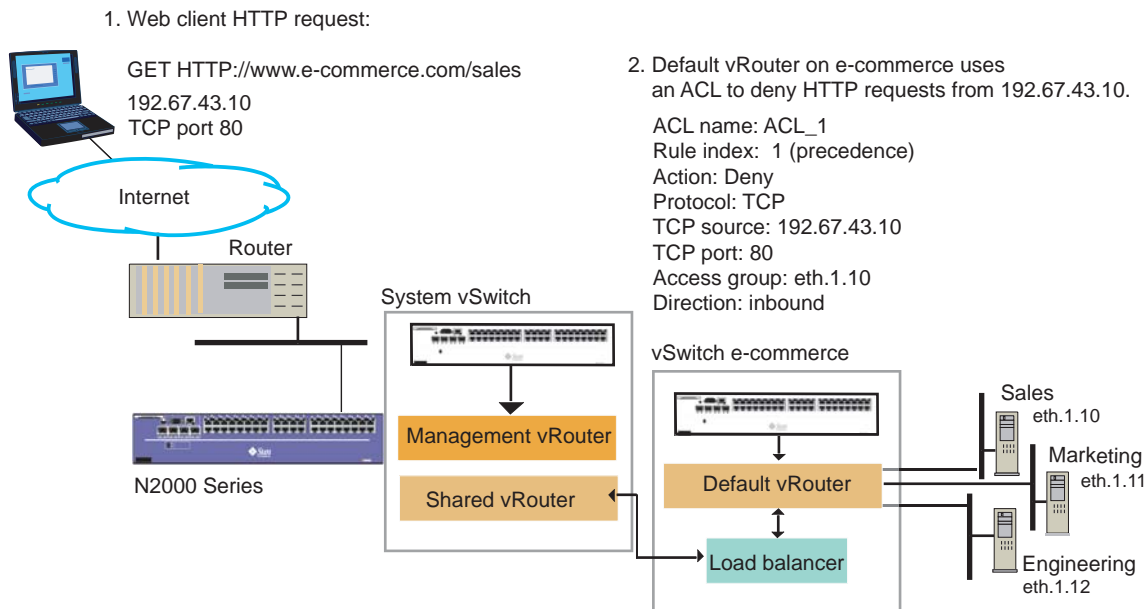 1. Web client HTTP request:
GET HTTP://www.e-commerce.com/sales
192.67.43.10
TCP port 80
Internet
Router
2. Default vRouter on e-commerce uses
an ACL to deny HTTP requests from 192.67.43.10.
ACL name: ACL_1
Rule index: 1 (precedence)
Action: Deny
Protocol: TCP
TCP source: 192.67.43.10
TCP port: 80
Access group: eth.1.10
Direction: inbound
System vSwitch
Management vRouter
Shared vRouter
Sun
N2000 Series
vSwitch e-commerce
Default vRouter
Load balancer
Sales
eth.1.10
Marketing
eth.1.11
Engineering
eth.1.12